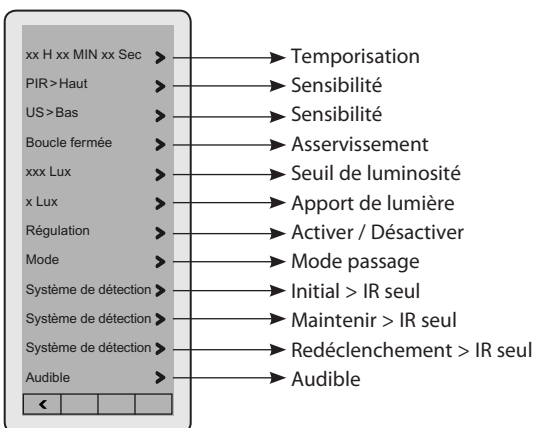 xx H xx MIN xx Sec > Temporisation
PIR>Haut > Sensibilité
US>Bas > Sensibilité
Boucle fermée > Asservissement
xxx Lux > Seuil de luminosité
x Lux > Apport de lumière
Régulation > Activer / Désactiver
Mode > Mode passage
Système de détection > Initial > IR seul
Système de détection > Maintenir > IR seul
Système de détection > Redéclenchement > IR seul
Audible > Audible
<